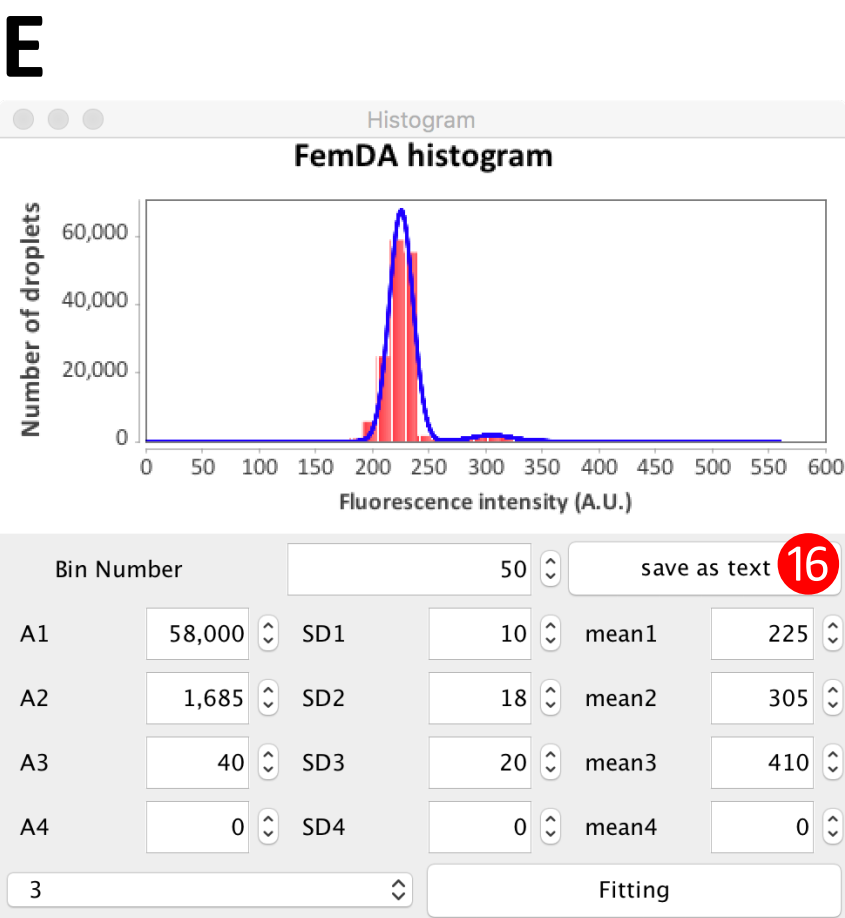 E
Histogram
FemDA histogram
Number of droplets
60,000
40,000
20,000
0
0 50 100 150 200 250 300 350 400 450 500 550 600
Fluorescence intensity (A.U.)
Bin Number 50 save as text 16
A1 58,000 SD1 10 mean1 225
A2 1,685 SD2 18 mean2 305
A3 40 SD3 20 mean3 410
A4 0 SD4 0 mean4 0
3 Fitting